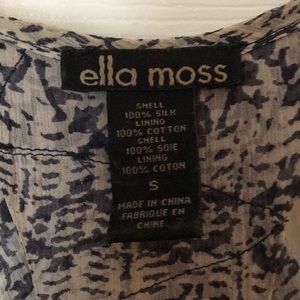 ella moss
SHELL
100% SILK
LINING
100% COTTON
SHELL
100% SOIE
LINING
100% COTON
S
MADE IN CHINA
FABRIQUE EN
CHINE